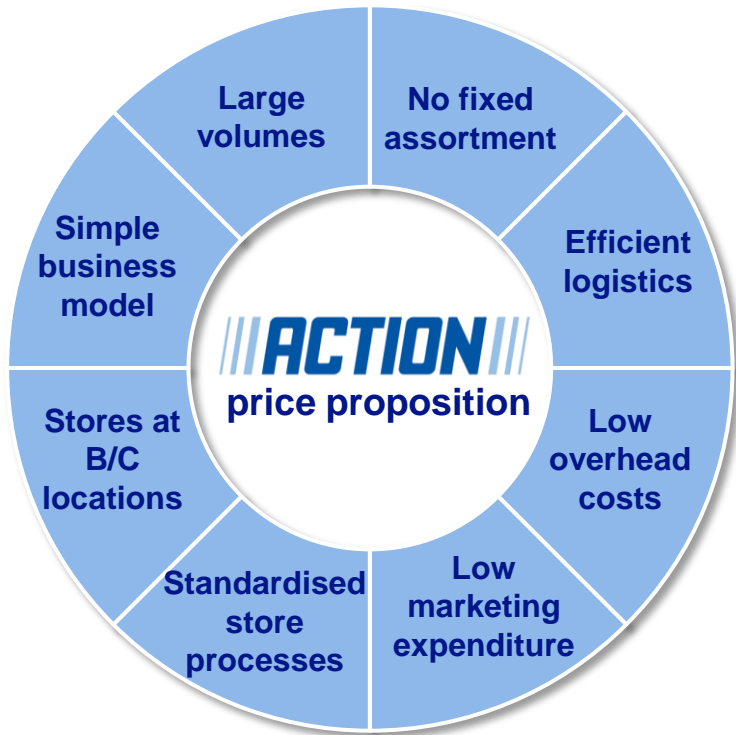 Large
volumes
No fixed
assortment
Efficient
logistics
Low
overhead
costs
Low
marketing
expenditure
Standardised
store
processes
Stores at
B/C
locations
Simple
business
model
ACTION
price proposition